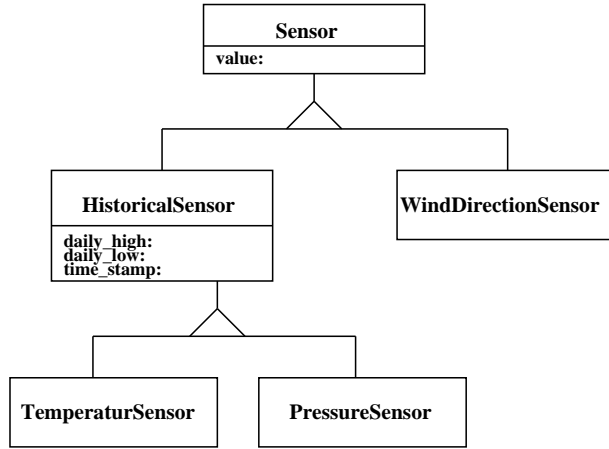 Sensor
value:
HistoricalSensor
daily_high:
daily_low:
time_stamp:
WindDirectionSensor
TemperaturSensor
PressureSensor